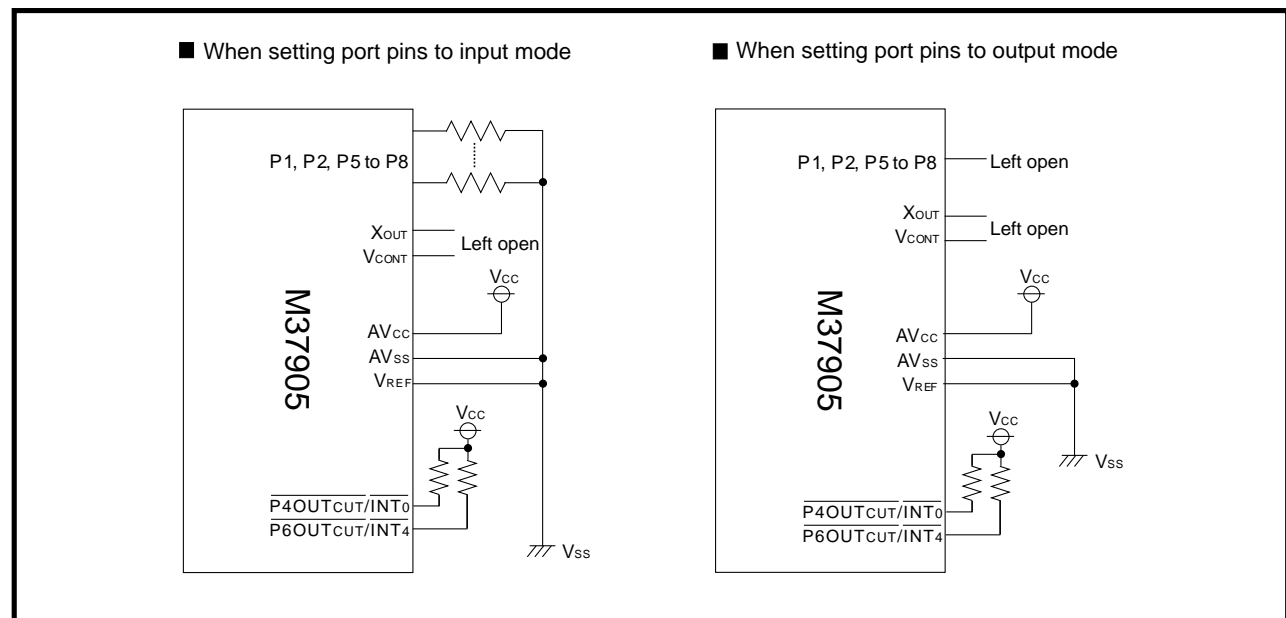 ■ When setting port pins to input mode
P1, P2, P5 to P8
XOUT
VCONT
Left open
VCC
M37905
AVCC
AVSS
VREF
VCC
P4OUTCUT/INT0
P6OUTCUT/INT4
VSS
■ When setting port pins to output mode
P1, P2, P5 to P8
Left open
XOUT
VCONT
Left open
VCC
M37905
AVCC
AVSS
VREF
VCC
VSS
P4OUTCUT/INT0
P6OUTCUT/INT4